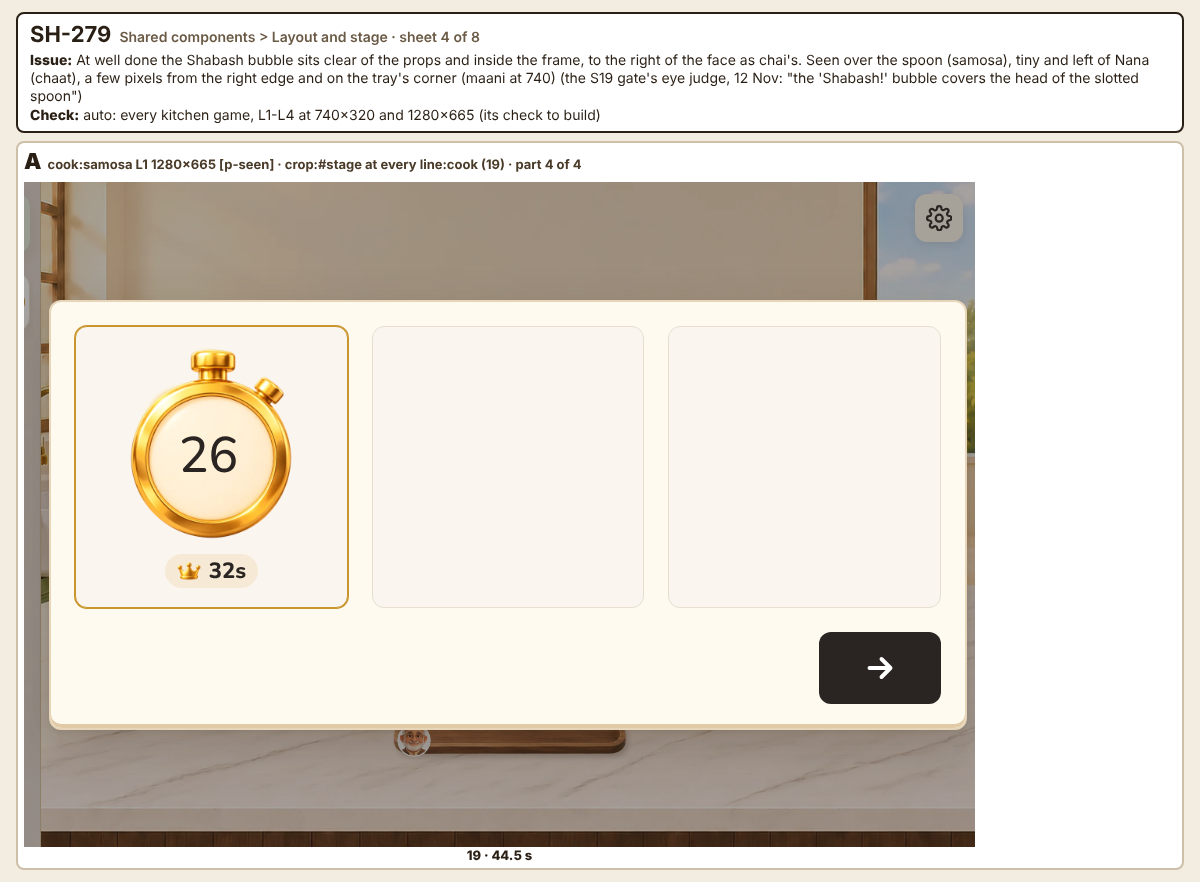 SH-279 Shared components > Layout and stage · sheet 4 of 8
Issue: At well done the Shabash bubble sits clear of the props and inside the frame, to the right of the face as chai's. Seen over the spoon (samosa), tiny and left of Nana
(chaat), a few pixels from the right edge and on the tray's corner (maani at 740) (the S19 gate's eye judge, 12 Nov: "the 'Shabash!' bubble covers the head of the slotted
spoon")
Check: auto: every kitchen game, L1-L4 at 740×320 and 1280×665 (its check to build)
A cook:samosa L1 1280×665 [p-seen] · crop:#stage at every line:cook (19) · part 4 of 4
26
32s
19 · 44.5 s